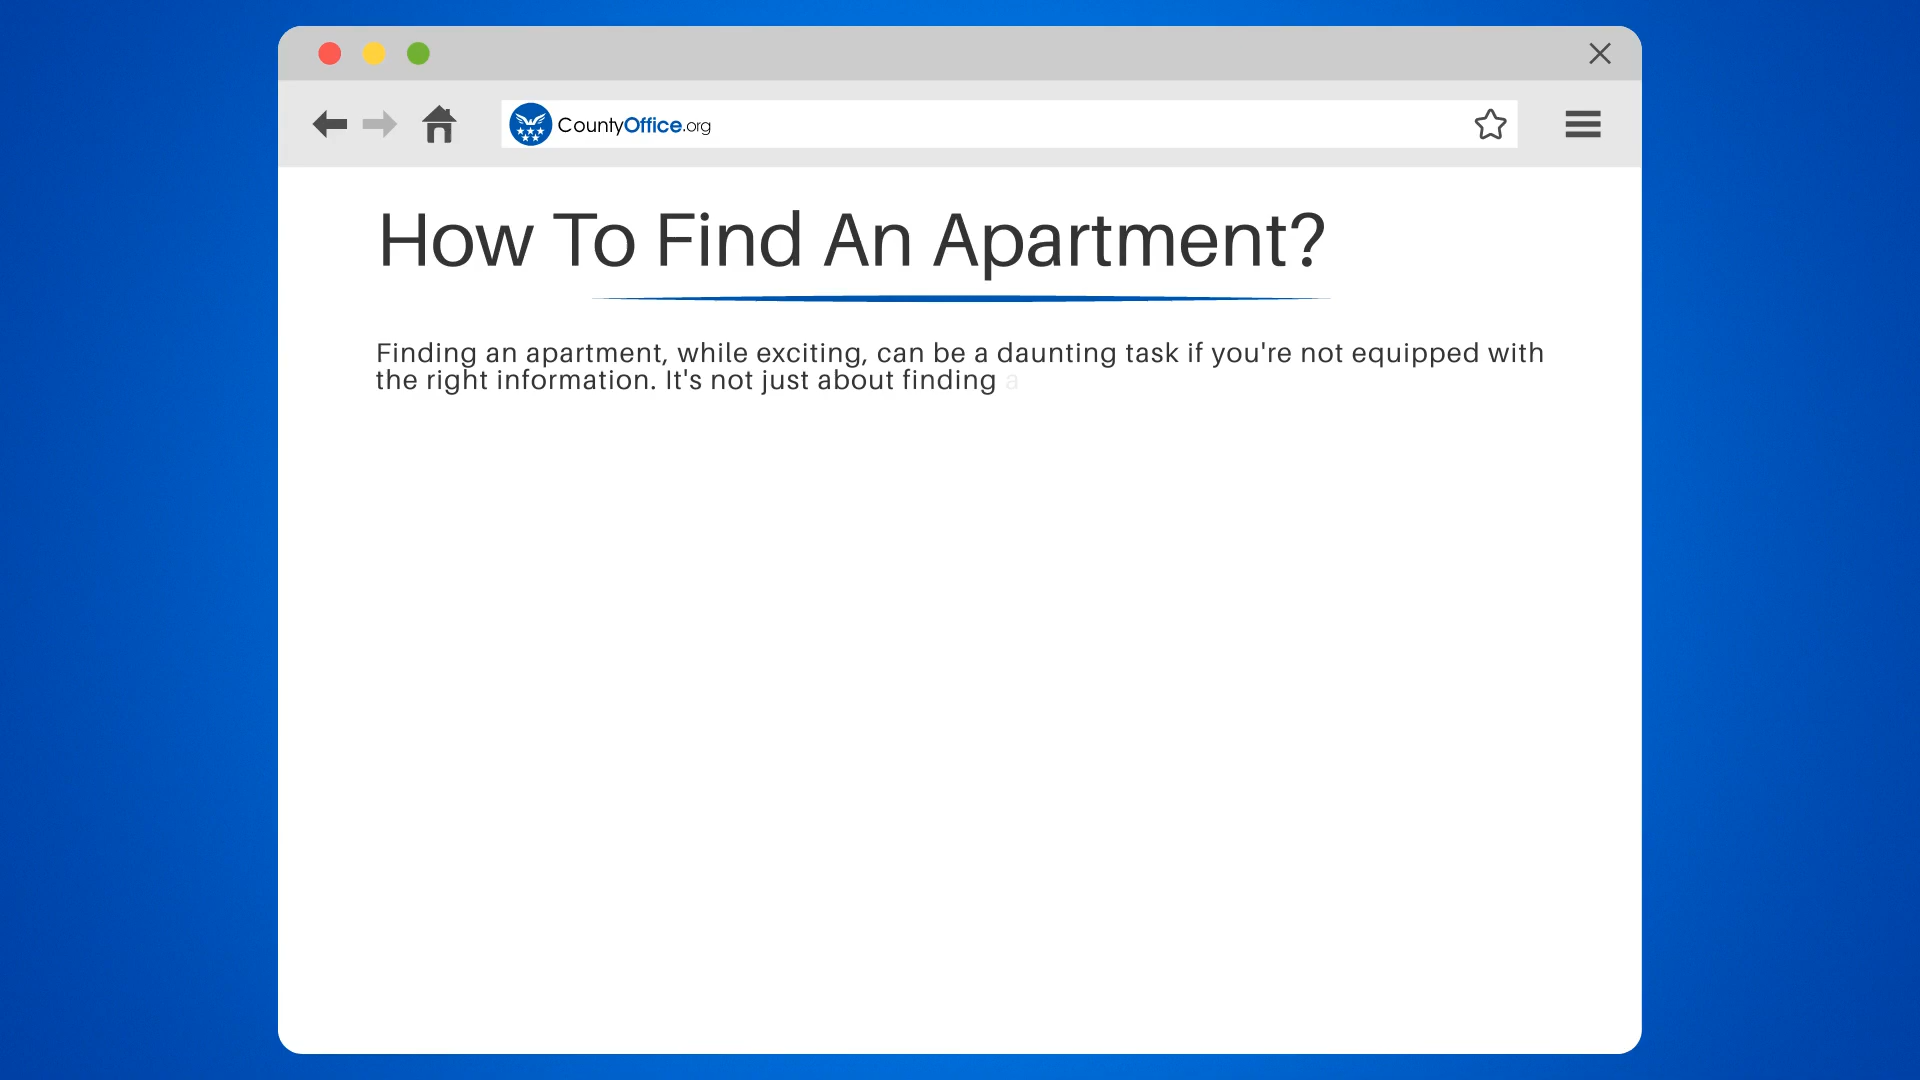 CountyOffice.org
How To Find An Apartment?
Finding an apartment, while exciting, can be a daunting task if you're not equipped with
the right information. It's not just about finding a